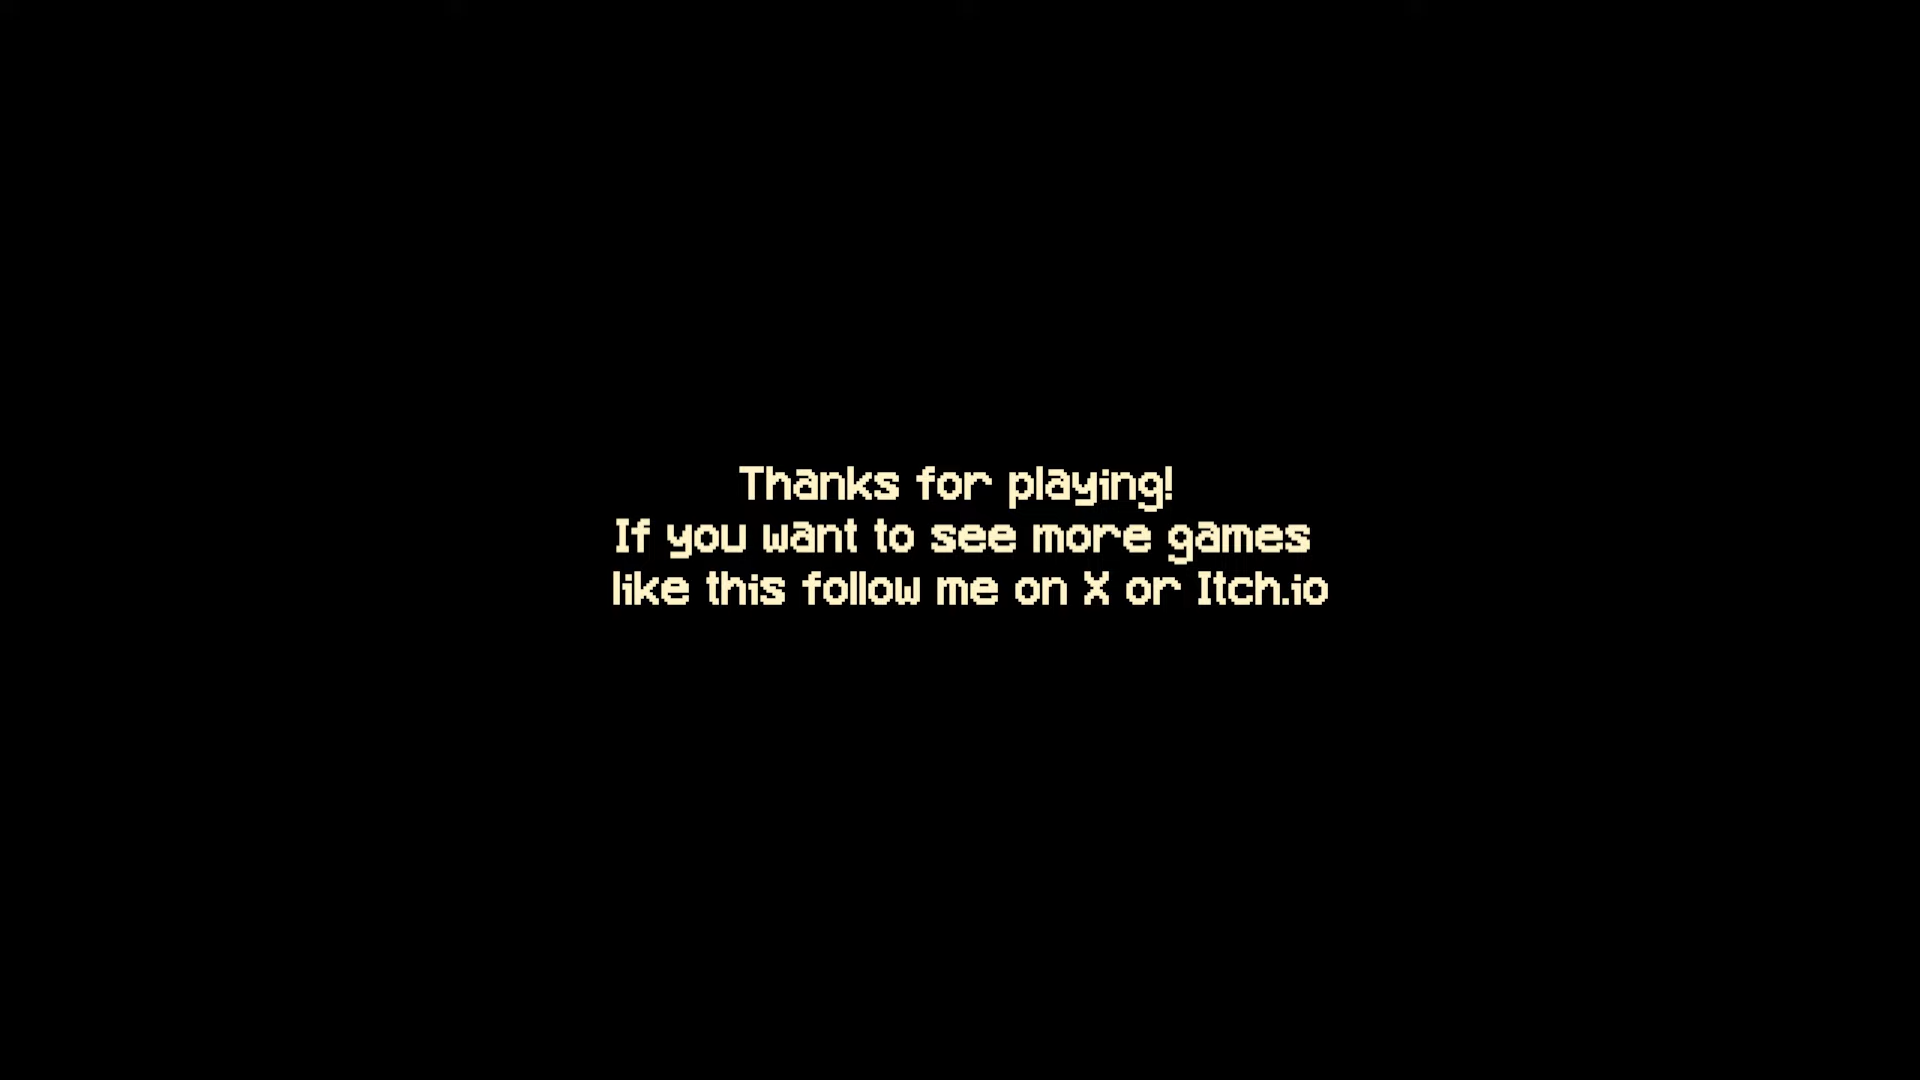 Thanks for playing!
If you want to see more games
like this follow me on X or Itch.io